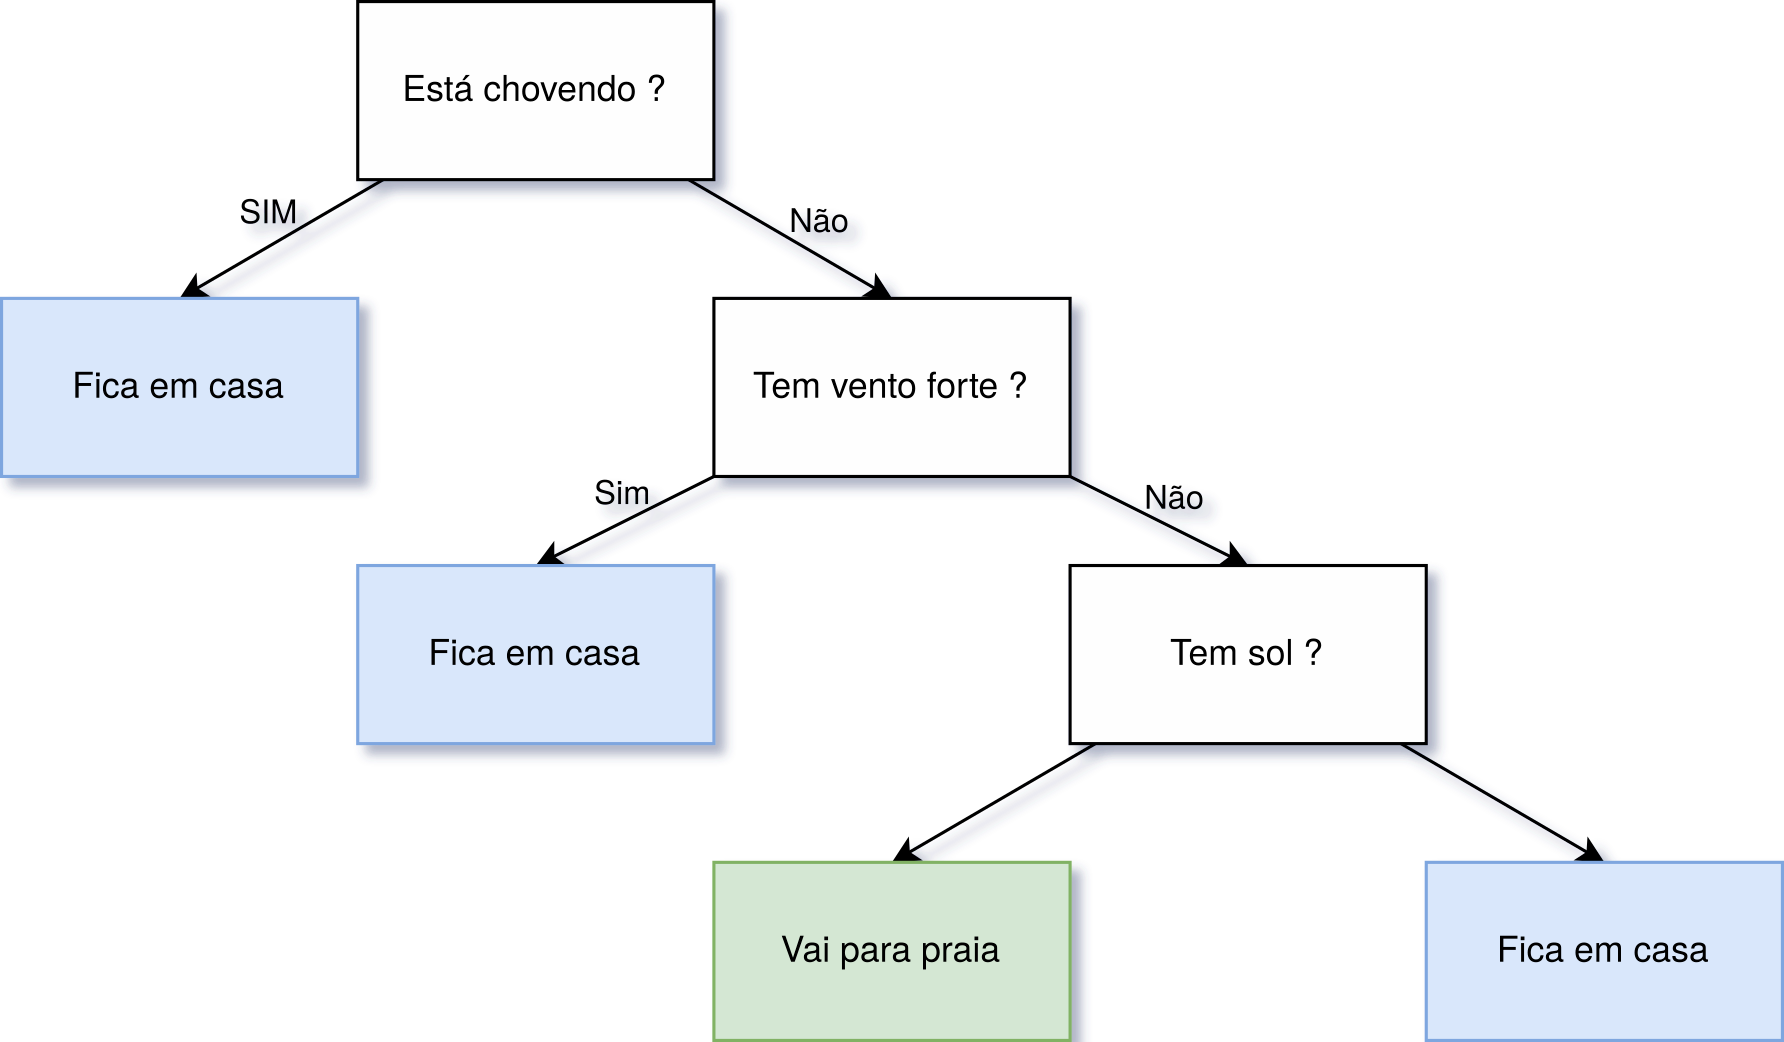 Está chovendo ?
SIM
Não
Fica em casa
Tem vento forte ?
Sim
Não
Fica em casa
Tem sol ?
Vai para praia
Fica em casa